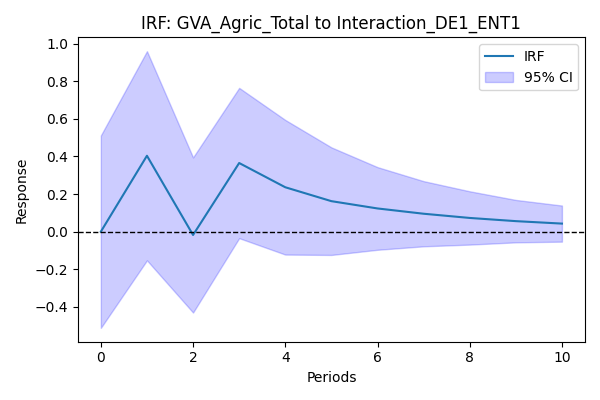 IRF: GVA_Agric_Total to Interaction_DE1_ENT1
IRF
95% CI
1.0
0.8
0.6
0.4
0.2
0.0
−0.2
−0.4
Response
0 2 4 6 8 10
Periods